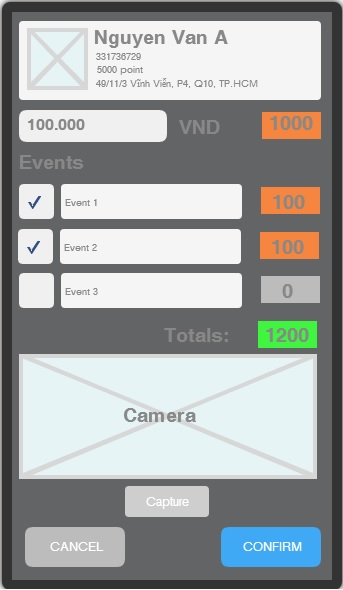 Nguyen Van A
331736729
5000 point
49/11/3 Vĩnh Viễn, P4, Q10, TP.HCM
100.000 VND 1000
Events
Event 1 100
Event 2 100
Event 3 0
Totals: 1200
Camera
Capture
CANCEL CONFIRM